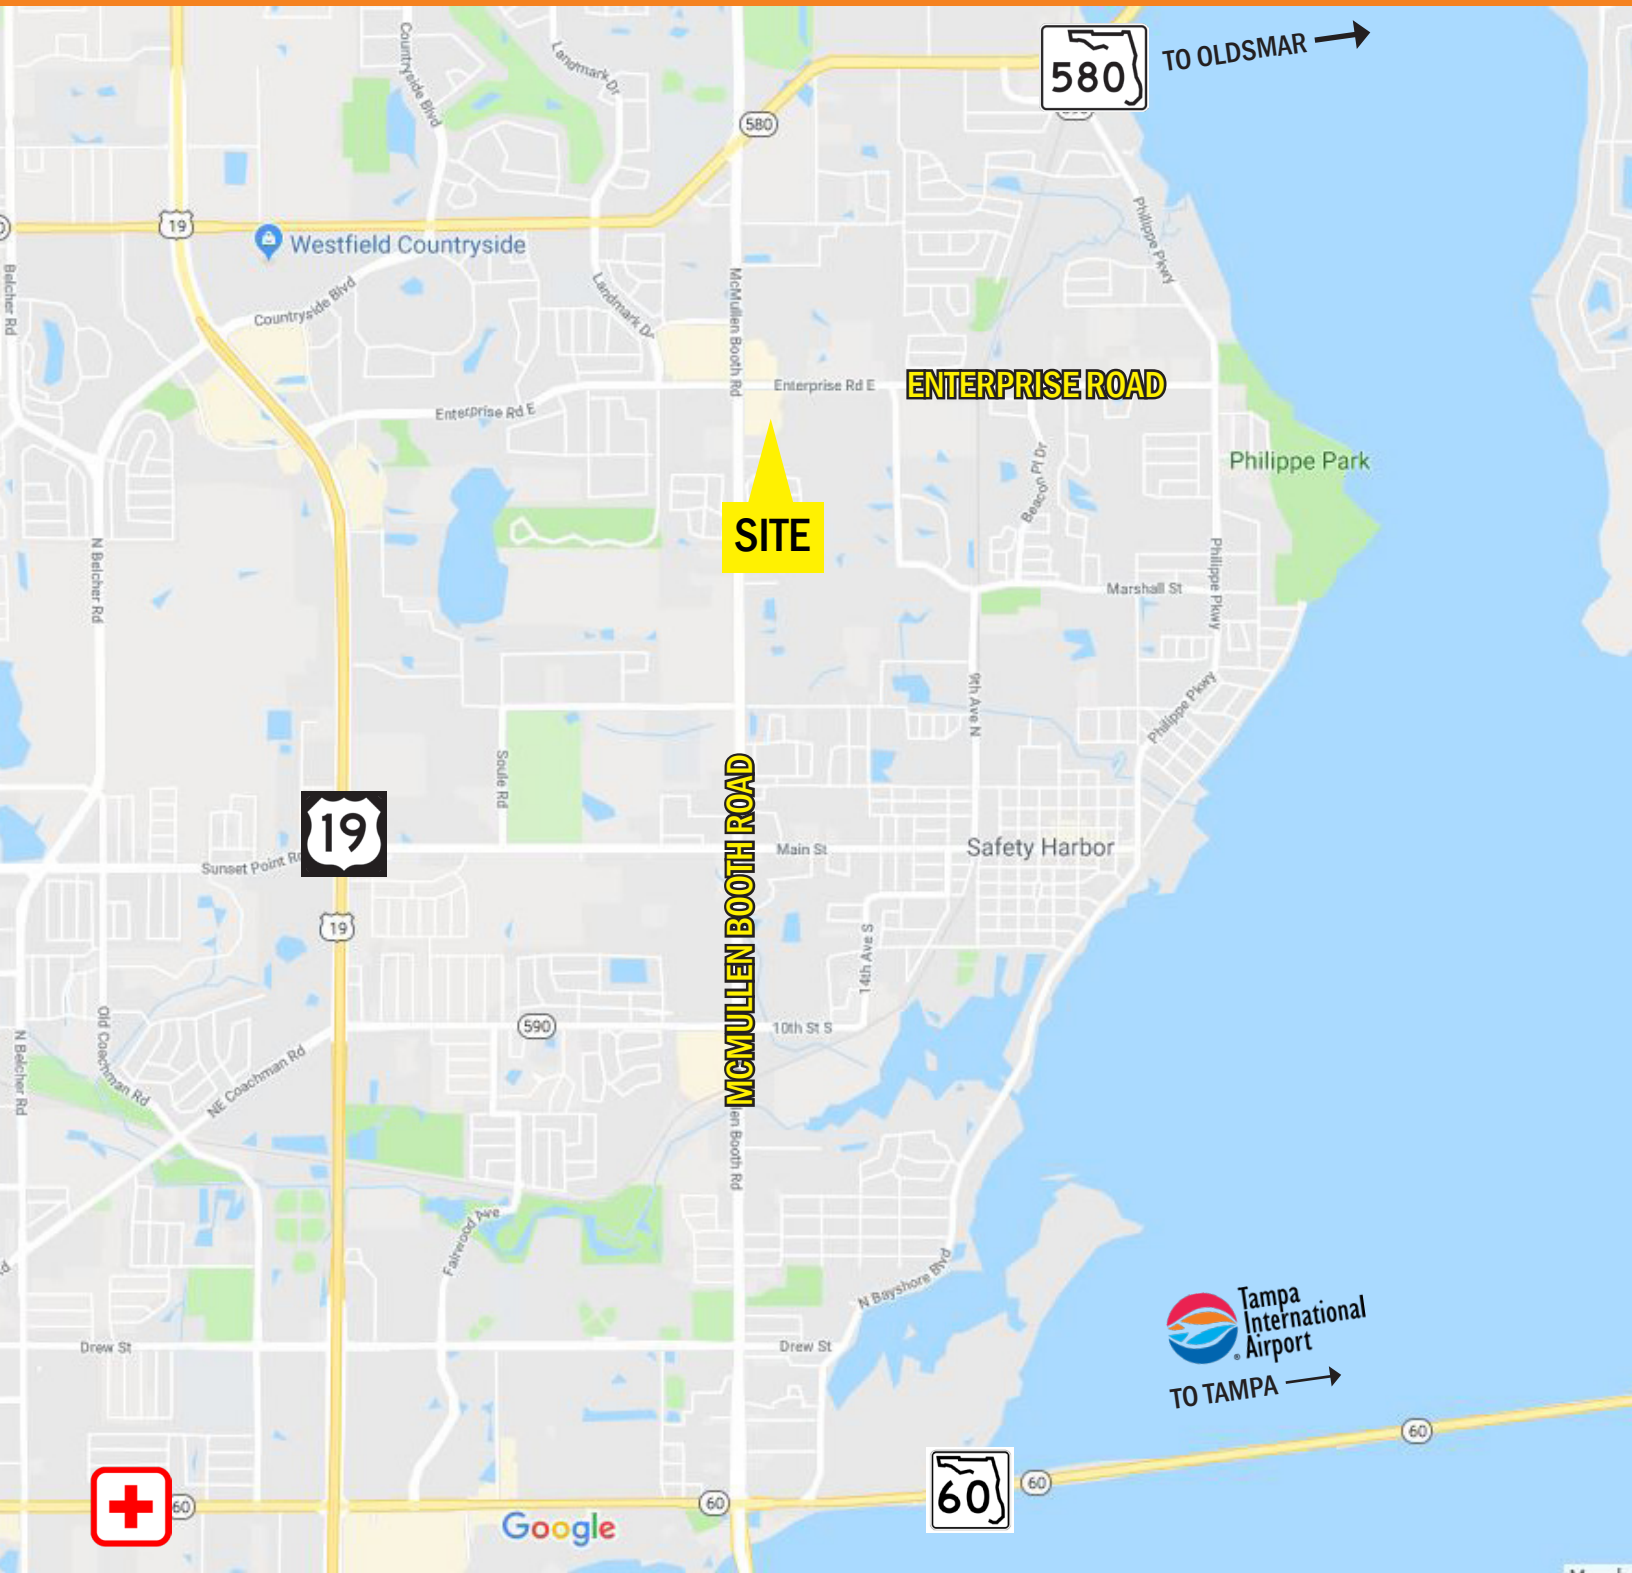 Countryside Blvd
Landmark Dr
580
TO OLDSMAR
580
19
Westfield Countryside
Philippe Pkwy
Belcher Rd
Countryside Blvd
Landmark Dr
McMullen Booth Rd
Enterprise Rd E
ENTERPRISE ROAD
Enterprise Rd E
Philippe Park
Beacon Pl Dr
SITE
N Belcher Rd
Philippe Pkwy
Marshall St
9th Ave N
Philippe Pkwy
Soule Rd
MCMULLEN BOOTH ROAD
19
Sunset Point R
Main St
Safety Harbor
19
14th Ave S
590
10th St S
Old Coachman Rd
N Belcher Rd
NE Coachman Rd
len Booth Rd
Fairwood Ave
N Bayshore Blvd
Tampa
International
Airport
®
Drew St
Drew St
TO TAMPA
60
60
60
60
60
Google